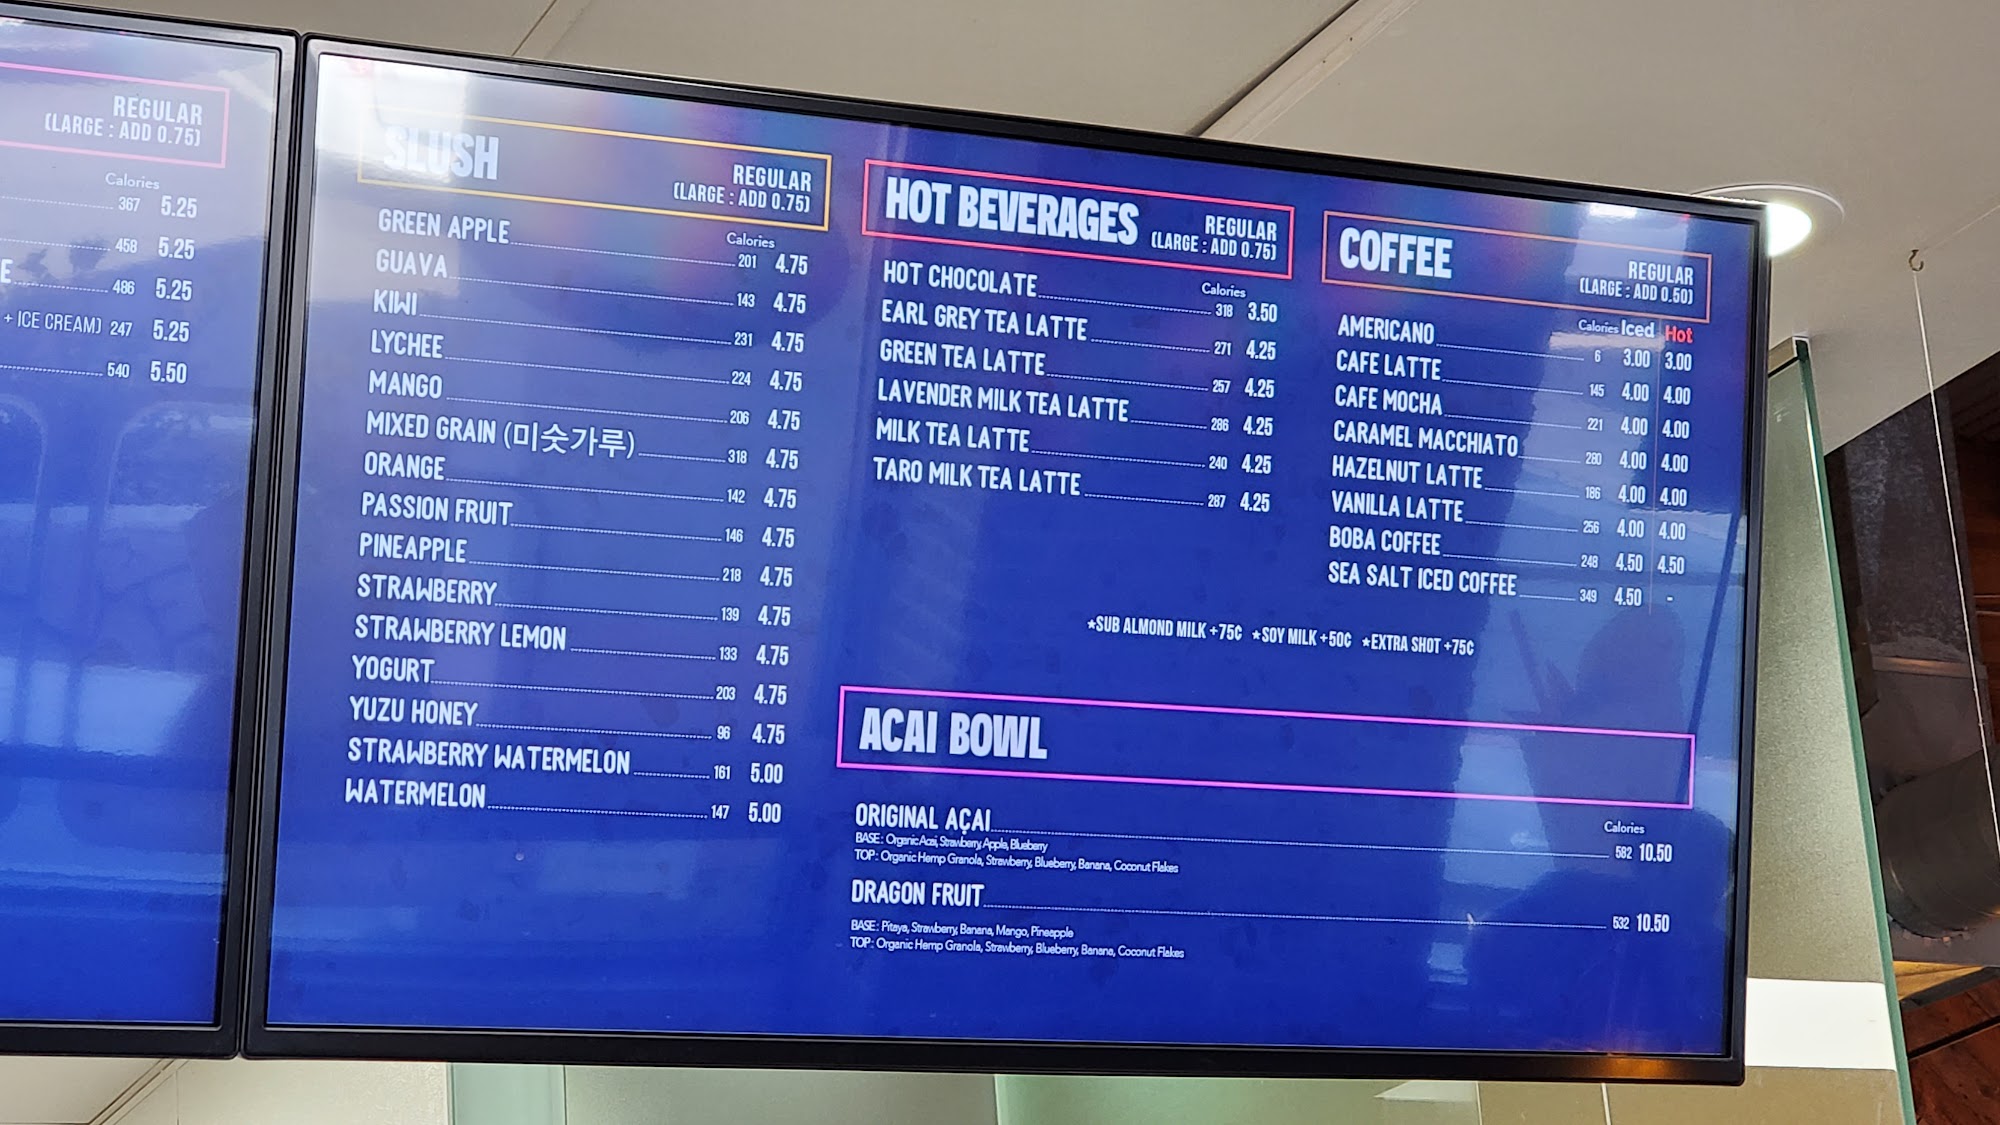 REGULAR
(LARGE : ADD 0.75)
Calories
367 5.25
458 5.25
E 486 5.25
+ ICE CREAM) 247 5.25
540 5.50
SLUSH
REGULAR
(LARGE : ADD 0.75)
Calories
GREEN APPLE 201 4.75
GUAVA 143 4.75
KIWI 231 4.75
LYCHEE 224 4.75
MANGO 206 4.75
MIXED GRAIN (미숫가루) 318 4.75
ORANGE 142 4.75
PASSION FRUIT 146 4.75
PINEAPPLE 218 4.75
STRAWBERRY 139 4.75
STRAWBERRY LEMON 133 4.75
YOGURT 203 4.75
YUZU HONEY 96 4.75
STRAWBERRY WATERMELON 161 5.00
WATERMELON 147 5.00
HOT BEVERAGES
REGULAR
(LARGE : ADD 0.75)
Calories
HOT CHOCOLATE 318 3.50
EARL GREY TEA LATTE 271 4.25
GREEN TEA LATTE 257 4.25
LAVENDER MILK TEA LATTE 286 4.25
MILK TEA LATTE 240 4.25
TARO MILK TEA LATTE 287 4.25
COFFEE
REGULAR
(LARGE : ADD 0.50)
Calories Iced Hot
AMERICANO 6 3.00 3.00
CAFE LATTE 145 4.00 4.00
CAFE MOCHA 221 4.00 4.00
CARAMEL MACCHIATO 280 4.00 4.00
HAZELNUT LATTE 186 4.00 4.00
VANILLA LATTE 256 4.00 4.00
BOBA COFFEE 248 4.50 4.50
SEA SALT ICED COFFEE 349 4.50 -
*SUB ALMOND MILK +75¢ *SOY MILK +50¢ *EXTRA SHOT +75¢
ACAI BOWL
Calories
ORIGINAL AÇAI 582 10.50
BASE : Organic Acai, Strawberry, Apple, Blueberry
TOP : Organic Hemp Granola, Strawberry, Blueberry, Banana, Coconut Flakes
DRAGON FRUIT 532 10.50
BASE : Pitaya, Strawberry, Banana, Mango, Pineapple
TOP : Organic Hemp Granola, Strawberry, Blueberry, Banana, Coconut Flakes